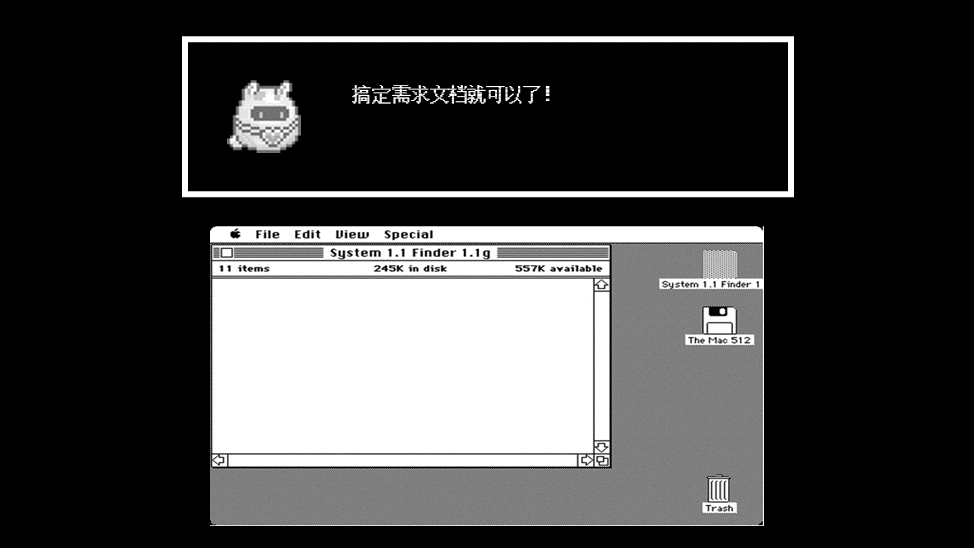 搞定需求文档就可以了!
File Edit View Special
System 1.1 Finder 1.1g
11 items 245K in disk 557K available
System 1.1 Finder 1
The Mac 512
Trash